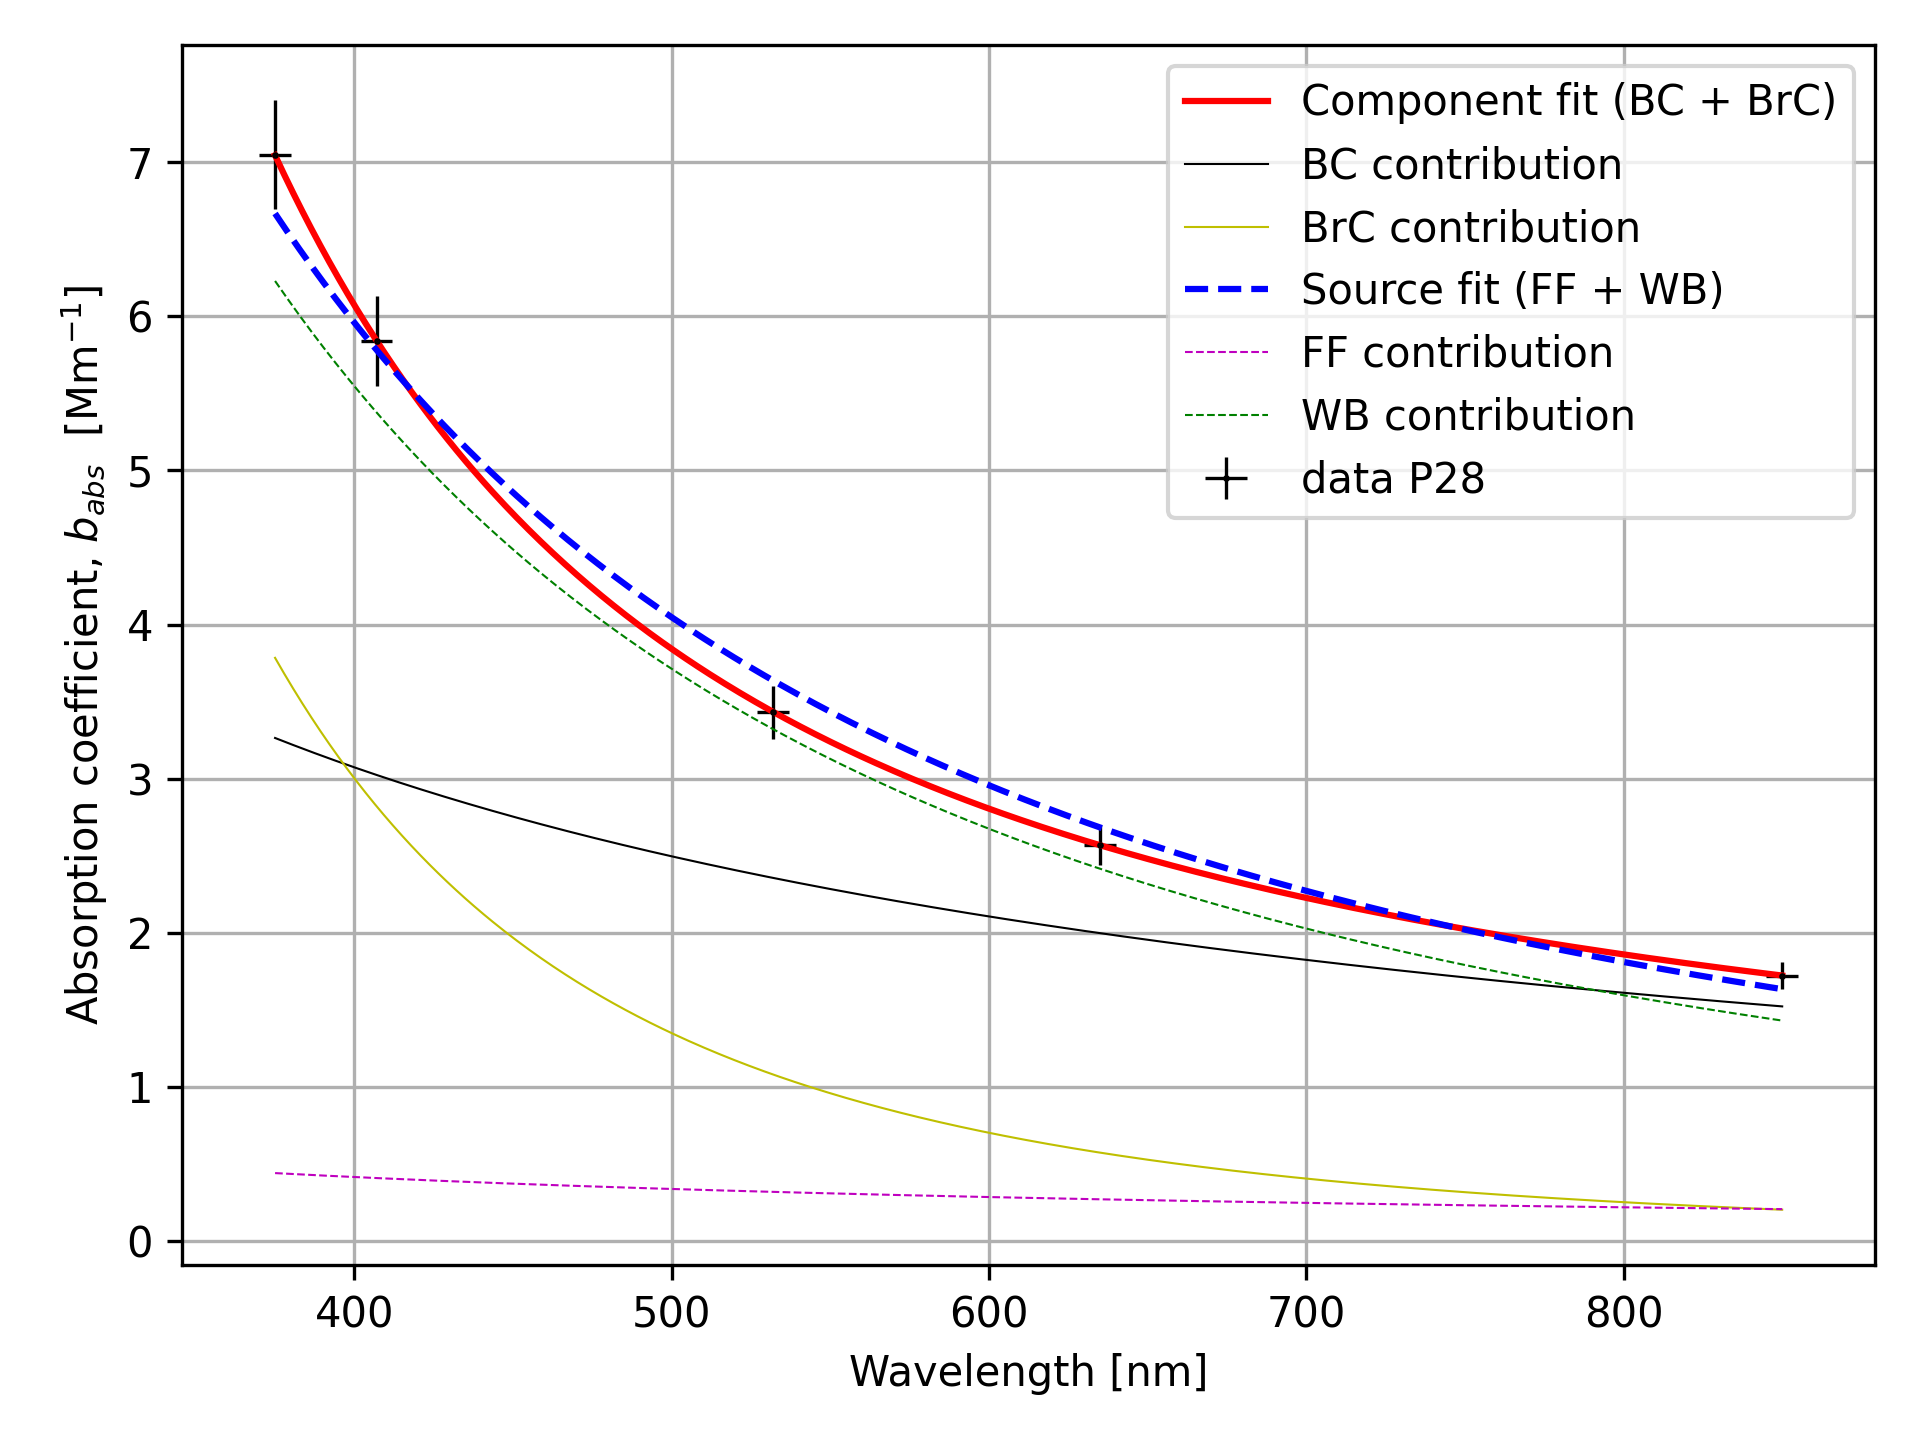 Component fit (BC + BrC)
BC contribution
BrC contribution
Source fit (FF + WB)
FF contribution
WB contribution
data P28
Absorption coefficient, b_abs [Mm⁻¹]
7
6
5
4
3
2
1
0
400 500 600 700 800
Wavelength [nm]